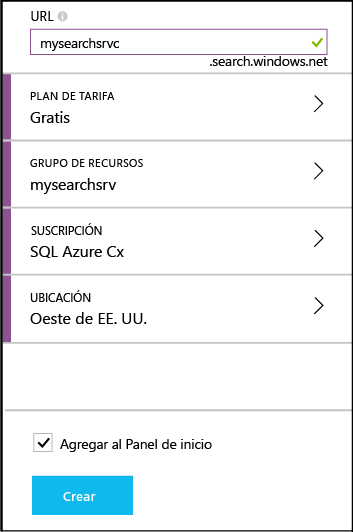 URL
mysearchsrvc
.search.windows.net
PLAN DE TARIFA
Gratis
GRUPO DE RECURSOS
mysearchsrv
SUSCRIPCIÓN
SQL Azure Cx
UBICACIÓN
Oeste de EE. UU.
Agregar al Panel de inicio
Crear